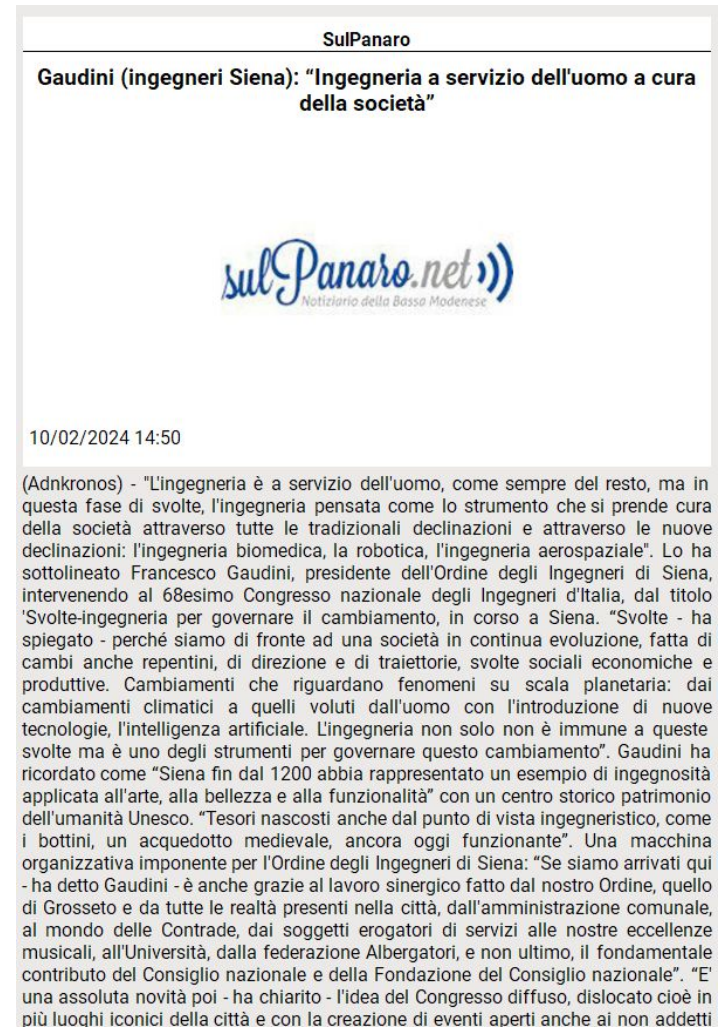 SulPanaro
Gaudini (ingegneri Siena): “Ingegneria a servizio dell'uomo a cura
della società”
sulPanaro.net
Notiziario della Bassa Modenese
10/02/2024 14:50
(Adnkronos) - "L'ingegneria è a servizio dell'uomo, come sempre del resto, ma in
questa fase di svolte, l'ingegneria pensata come lo strumento che si prende cura
della società attraverso tutte le tradizionali declinazioni e attraverso le nuove
declinazioni: l'ingegneria biomedica, la robotica, l'ingegneria aerospaziale". Lo ha
sottolineato Francesco Gaudini, presidente dell'Ordine degli Ingegneri di Siena,
intervenendo al 68esimo Congresso nazionale degli Ingegneri d'Italia, dal titolo
'Svolte-ingegneria per governare il cambiamento, in corso a Siena. “Svolte - ha
spiegato - perché siamo di fronte ad una società in continua evoluzione, fatta di
cambi anche repentini, di direzione e di traiettorie, svolte sociali economiche e
produttive. Cambiamenti che riguardano fenomeni su scala planetaria: dai
cambiamenti climatici a quelli voluti dall'uomo con l'introduzione di nuove
tecnologie, l'intelligenza artificiale. L'ingegneria non solo non è immune a queste
svolte ma è uno degli strumenti per governare questo cambiamento”. Gaudini ha
ricordato come “Siena fin dal 1200 abbia rappresentato un esempio di ingegnosità
applicata all'arte, alla bellezza e alla funzionalità” con un centro storico patrimonio
dell'umanità Unesco. “Tesori nascosti anche dal punto di vista ingegneristico, come
i bottini, un acquedotto medievale, ancora oggi funzionante”. Una macchina
organizzativa imponente per l'Ordine degli Ingegneri di Siena: “Se siamo arrivati qui
- ha detto Gaudini - è anche grazie al lavoro sinergico fatto dal nostro Ordine, quello
di Grosseto e da tutte le realtà presenti nella città, dall'amministrazione comunale,
al mondo delle Contrade, dai soggetti erogatori di servizi alle nostre eccellenze
musicali, all'Università, dalla federazione Albergatori, e non ultimo, il fondamentale
contributo del Consiglio nazionale e della Fondazione del Consiglio nazionale”. “E'
una assoluta novità poi - ha chiarito - l'idea del Congresso diffuso, dislocato cioè in
più luoghi iconici della città e con la creazione di eventi aperti anche ai non addetti